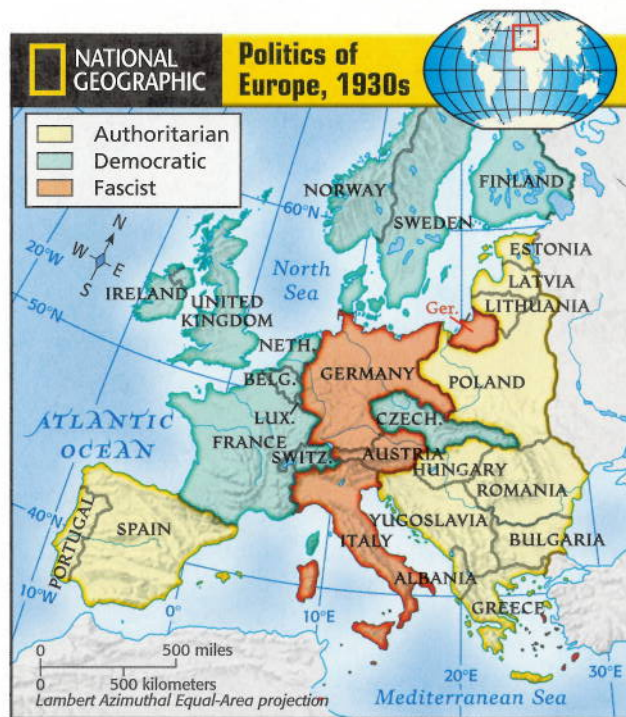 NATIONAL
GEOGRAPHIC
Politics of
Europe, 1930s
Authoritarian
Democratic
Fascist
NORWAY
FINLAND
60°N
SWEDEN
20°W
N
W E
S
ESTONIA
North
Sea
LATVIA
IRELAND
LITHUANIA
UNITED
KINGDOM
50°N
Ger.
NETH.
GERMANY
POLAND
BELG.
ATLANTIC
OCEAN
LUX.
CZECH.
FRANCE
SWITZ.
AUSTRIA
HUNGARY
ROMANIA
40°N
PORTUGAL
SPAIN
YUGOSLAVIA
ITALY
BULGARIA
ALBANIA
10°W
0°
10°E
GREECE
20°E
30°E
0 500 miles
0 500 kilometers
Lambert Azimuthal Equal-Area projection
Mediterranean Sea